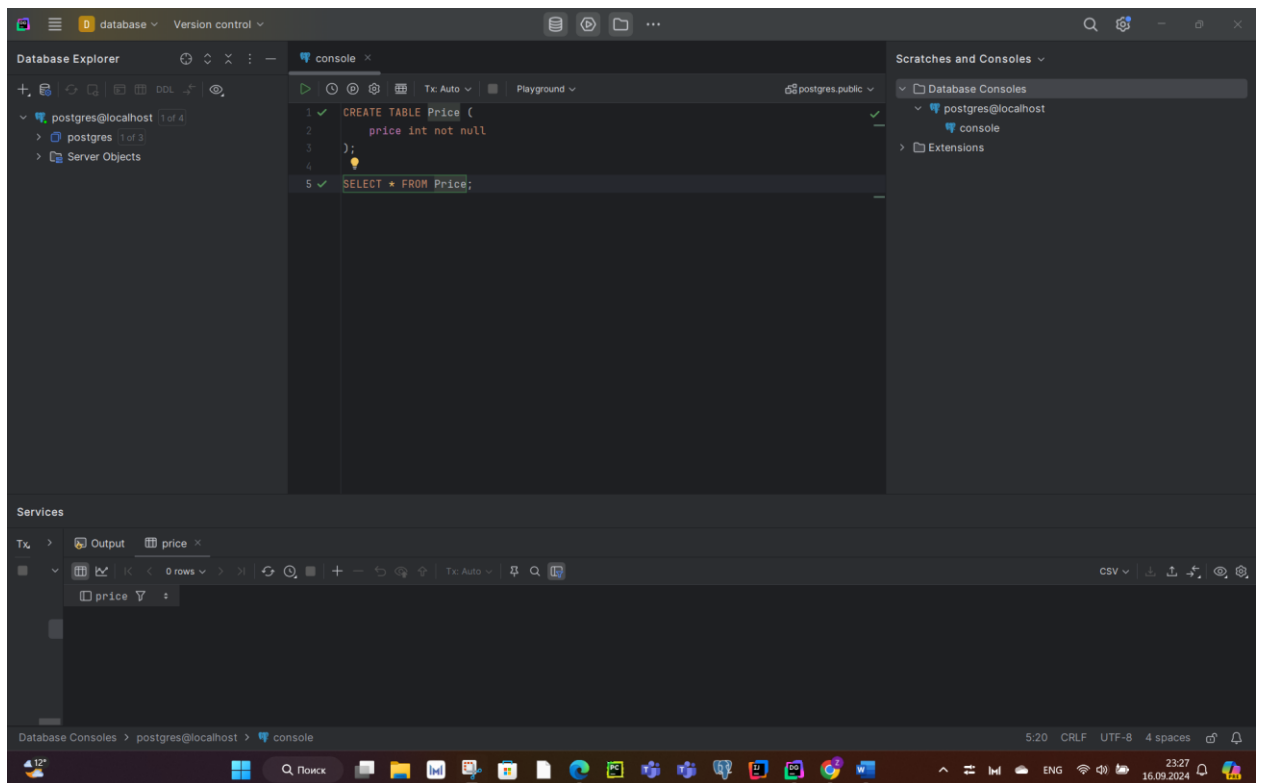 D database Version control
Database Explorer
DDL
postgres@localhost 1 of 4
postgres 1 of 3
Server Objects
console
Tx: Auto Playground postgres.public
1 CREATE TABLE Price (
2 price int not null
3 );
4
5 SELECT * FROM Price;
Scratches and Consoles
Database Consoles
postgres@localhost
console
Extensions
Services
Tx Output price
0 rows Tx: Auto CSV
price
Database Consoles > postgres@localhost > console 5:20 CRLF UTF-8 4 spaces
12° Поиск ENG 23:27
16.09.2024